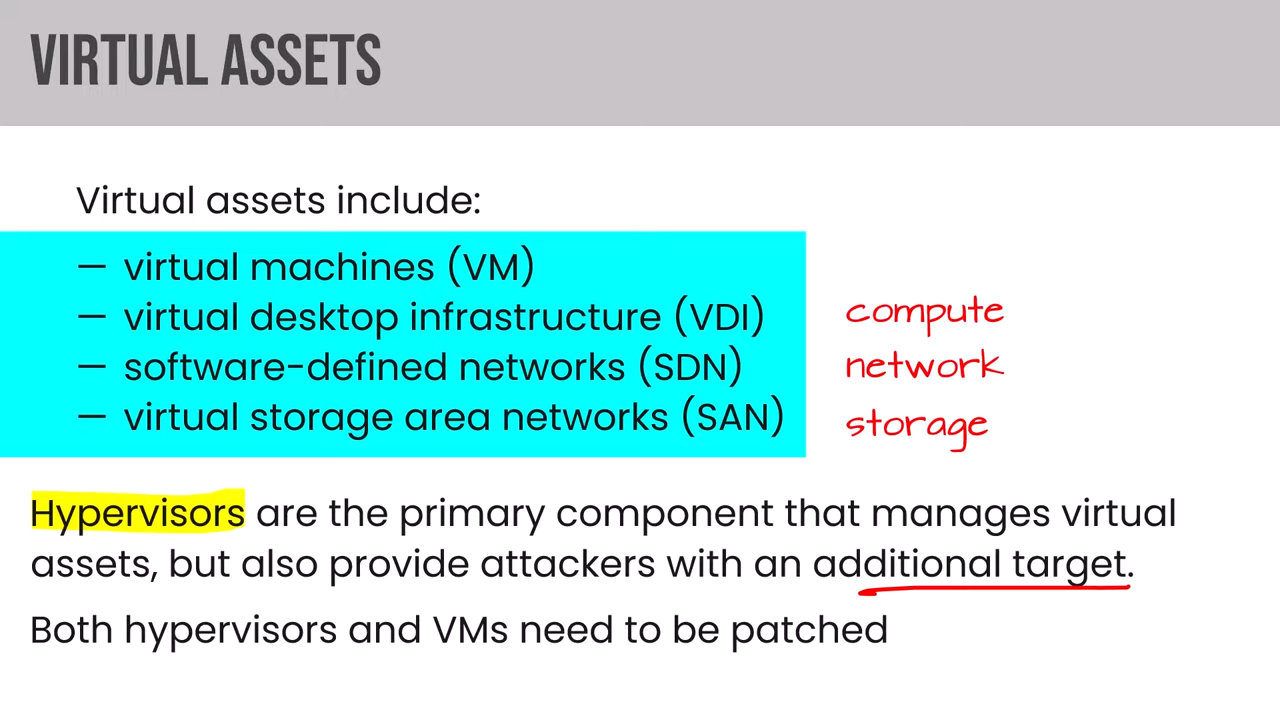 VIRTUAL ASSETS
Virtual assets include:
— virtual machines (VM)
— virtual desktop infrastructure (VDI)
— software-defined networks (SDN)
— virtual storage area networks (SAN)
compute
network
storage
Hypervisors are the primary component that manages virtual
assets, but also provide attackers with an additional target.
Both hypervisors and VMs need to be patched